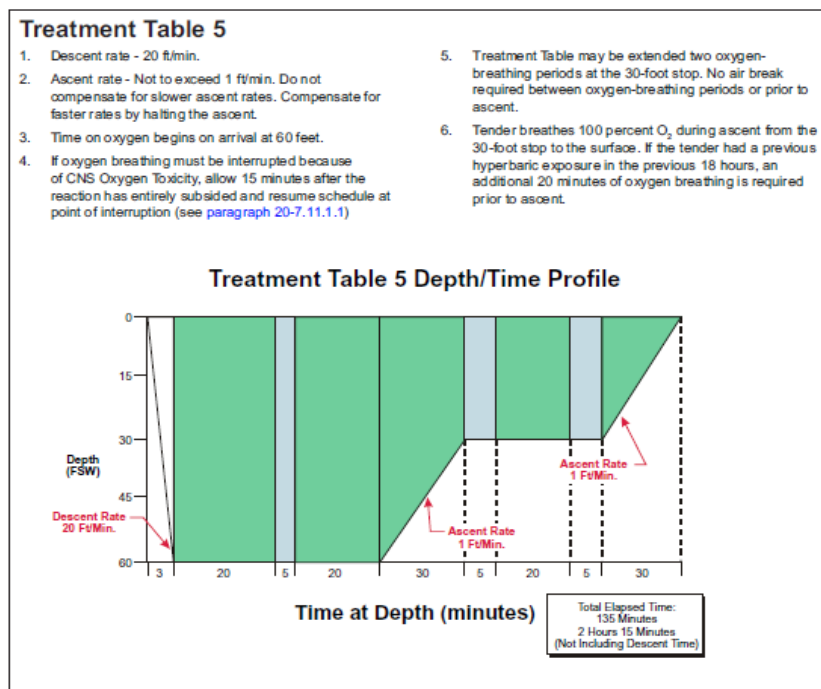 Treatment Table 5
1. Descent rate - 20 ft/min.
2. Ascent rate - Not to exceed 1 ft/min. Do not
compensate for slower ascent rates. Compensate for
faster rates by halting the ascent.
3. Time on oxygen begins on arrival at 60 feet.
4. If oxygen breathing must be interrupted because
of CNS Oxygen Toxicity, allow 15 minutes after the
reaction has entirely subsided and resume schedule at
point of interruption (see paragraph 20-7.11.1.1)
5. Treatment Table may be extended two oxygen-
breathing periods at the 30-foot stop. No air break
required between oxygen-breathing periods or prior to
ascent.
6. Tender breathes 100 percent O₂ during ascent from the
30-foot stop to the surface. If the tender had a previous
hyperbaric exposure in the previous 18 hours, an
additional 20 minutes of oxygen breathing is required
prior to ascent.
Treatment Table 5 Depth/Time Profile
0
15
30
Depth
(FSW)
45
60
Descent Rate
20 Ft/Min.
Ascent Rate
1 Ft/Min.
Ascent Rate
1 Ft/Min.
3 20 5 20 30 5 20 5 30
Time at Depth (minutes)
Total Elapsed Time:
135 Minutes
2 Hours 15 Minutes
(Not Including Descent Time)